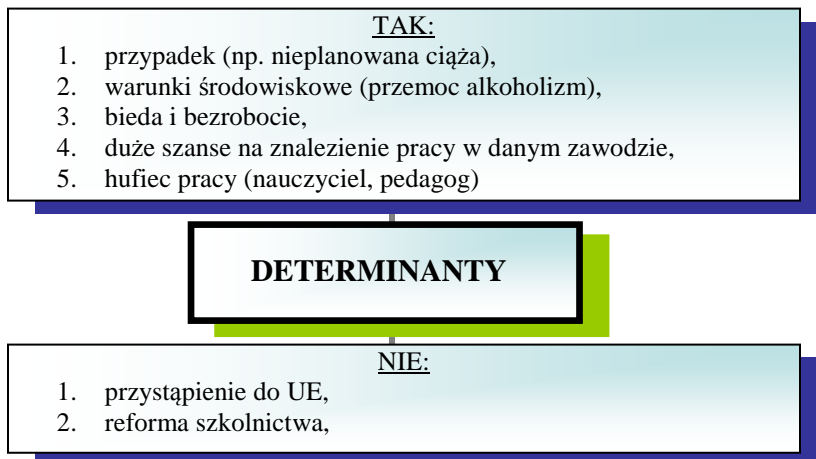 TAK:
1. przypadek (np. nieplanowana ciąża),
2. warunki środowiskowe (przemoc alkoholizm),
3. bieda i bezrobocie,
4. duże szanse na znalezienie pracy w danym zawodzie,
5. hufiec pracy (nauczyciel, pedagog)
DETERMINANTY
NIE:
1. przystąpienie do UE,
2. reforma szkolnictwa,